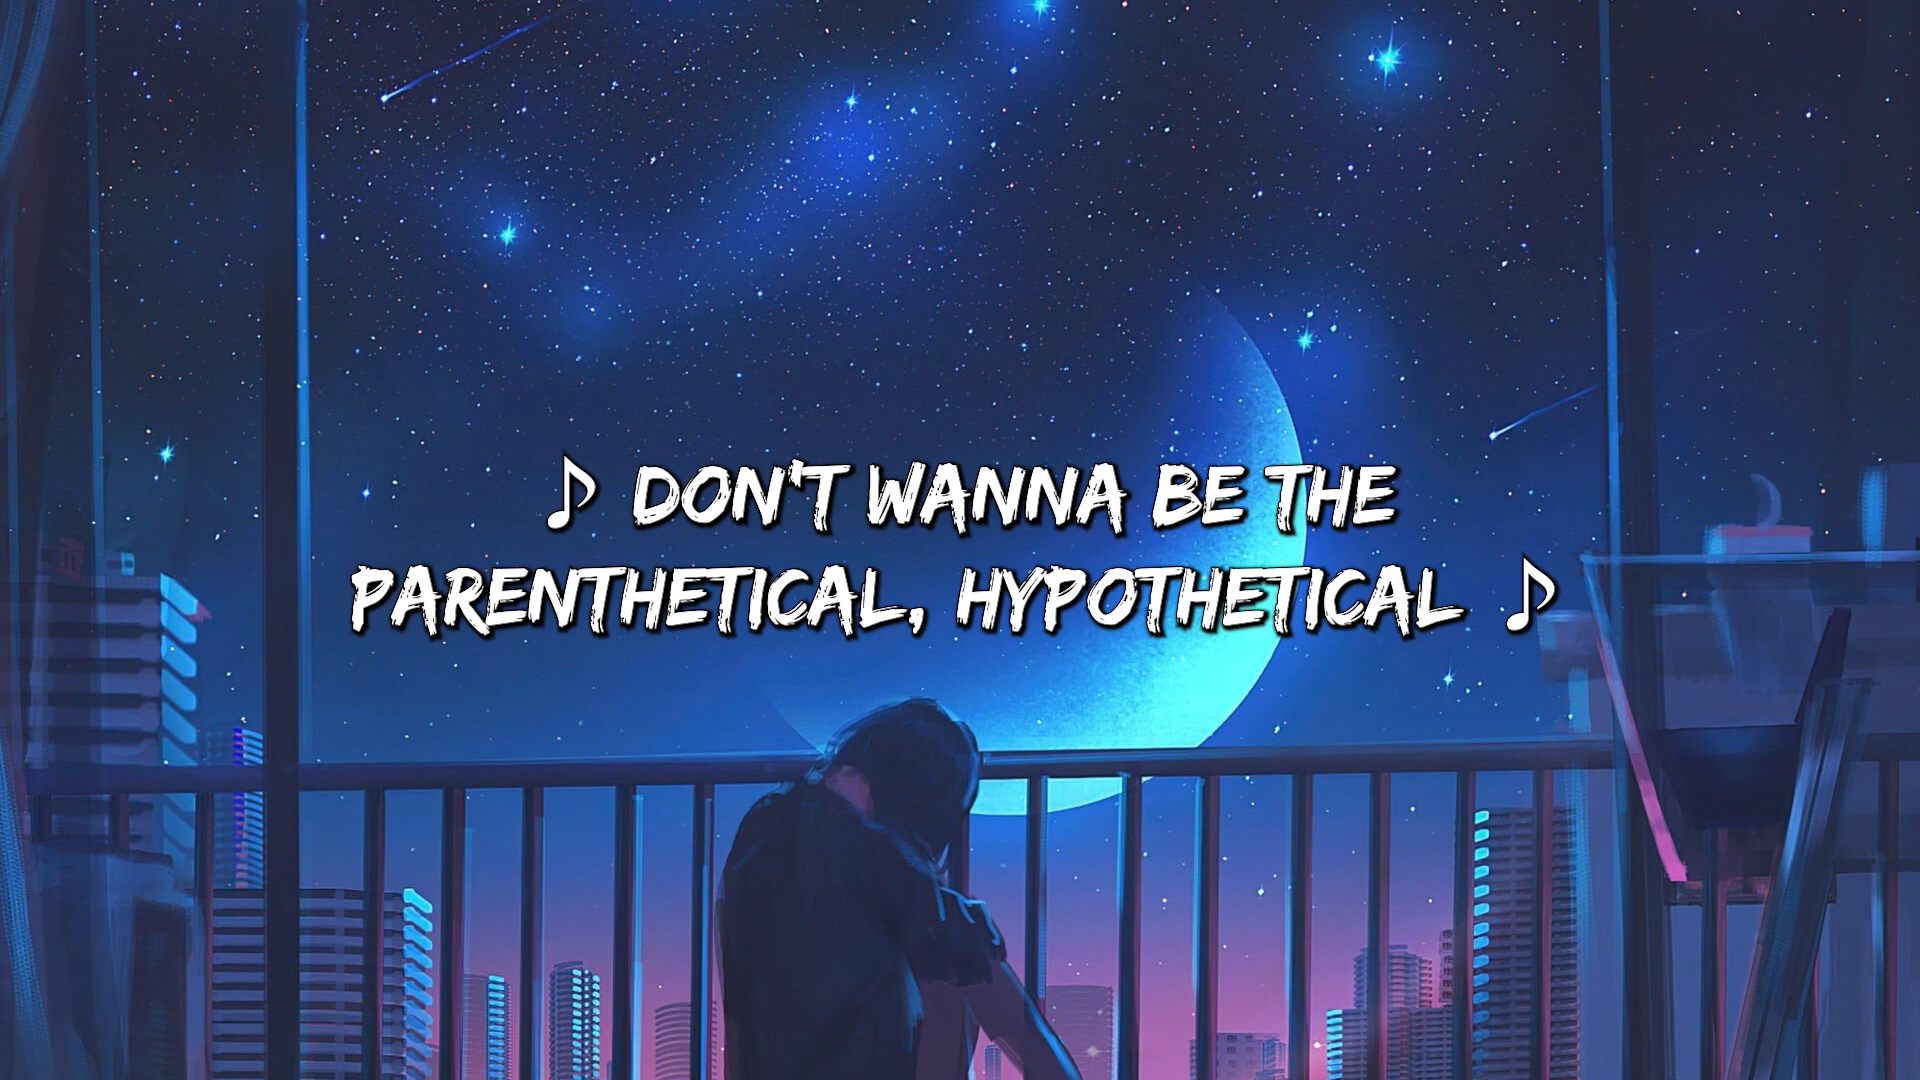 ♪ DON'T WANNA BE THE
PARENTHETICAL, HYPOTHETICAL ♪